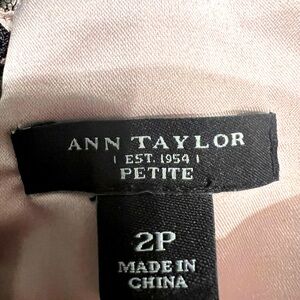 ANN TAYLOR
| EST. 1954 |
PETITE
2P
MADE IN
CHINA